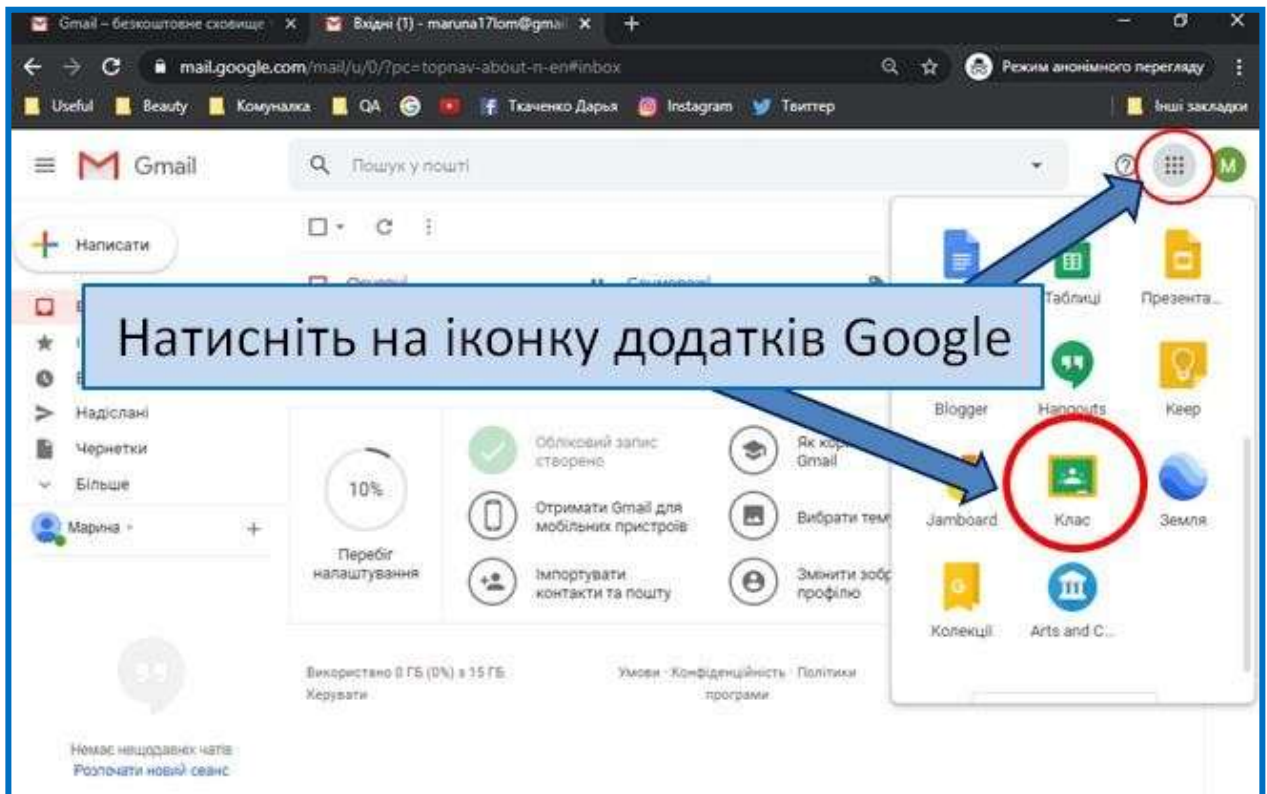 Gmail – безкоштовне сховище
Вхідні (1) - maruna17lom@gmai
mail.google.com/mail/u/0/?pc=topnav-about-n-en#inbox
Режим анонімного перегляду
Useful
Beauty
Комуналка
QA
Ткаченко Дарья
Instagram
Твиттер
Інші закладки
Gmail
Пошук у пошті
M
Написати
Таблиці
Презента...
Натисніть на іконку додатків Google
Надіслані
Blogger
Hangouts
Keep
Чернетки
Більше
Марина
10%
Перебіг
налаштування
Обліковий запис
створено
Як
Gmail
Отримати Gmail для
мобільних пристроїв
Вибрати тему
Імпортувати
контакти та пошту
Змінити
профілю
Jamboard
Клас
Земля
Колекції
Arts and C...
Використано 0 ГБ (0%) з 15 ГБ
Керувати
Умови · Конфіденційність · Політики
програми
Немає нещодавніх чатів
Розпочати новий сеанс